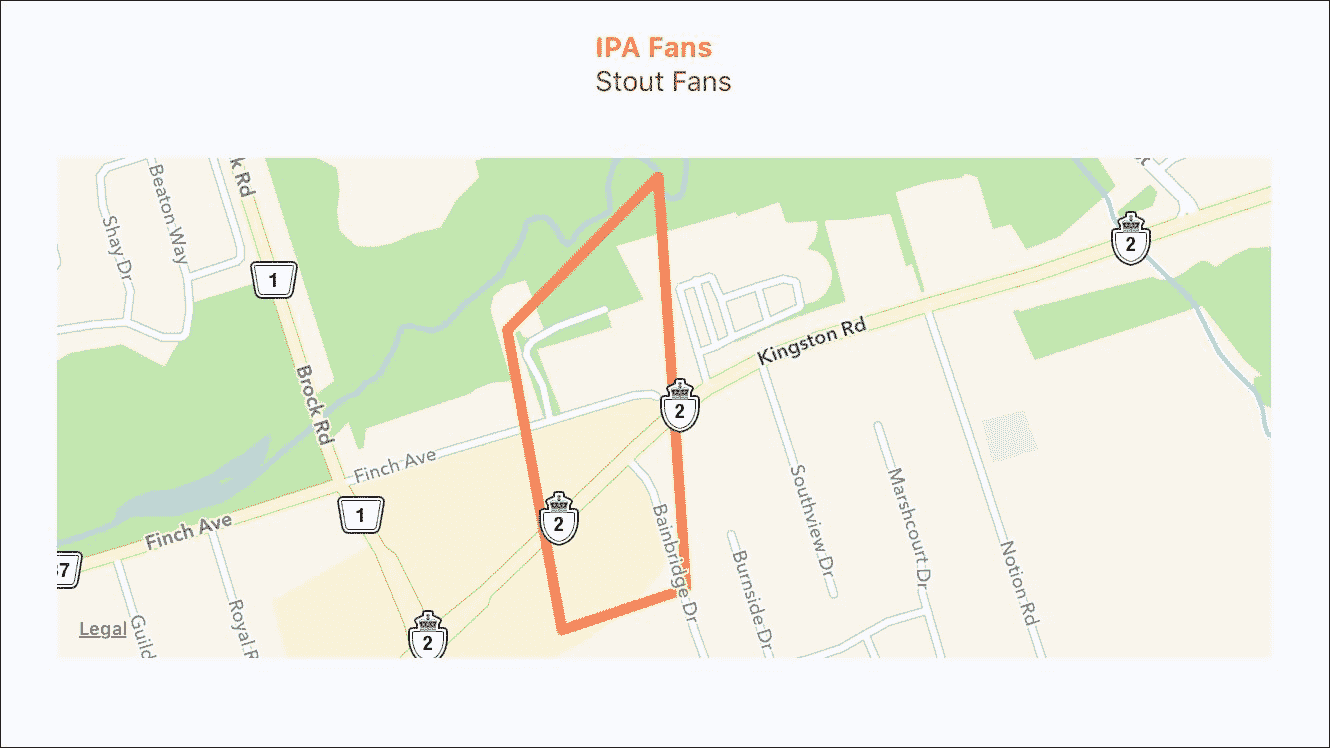 IPA Fans
Stout Fans
k Rd
Beaton Way
Shay Dr
1
2
Kingston Rd
Brock Rd
2
Finch Ave
1
2
Finch Ave
37
Bainbridge Dr
Southview Dr
Marshcourt Dr
Burnside Dr
Notion Rd
Legal
Guild
Royal R
2